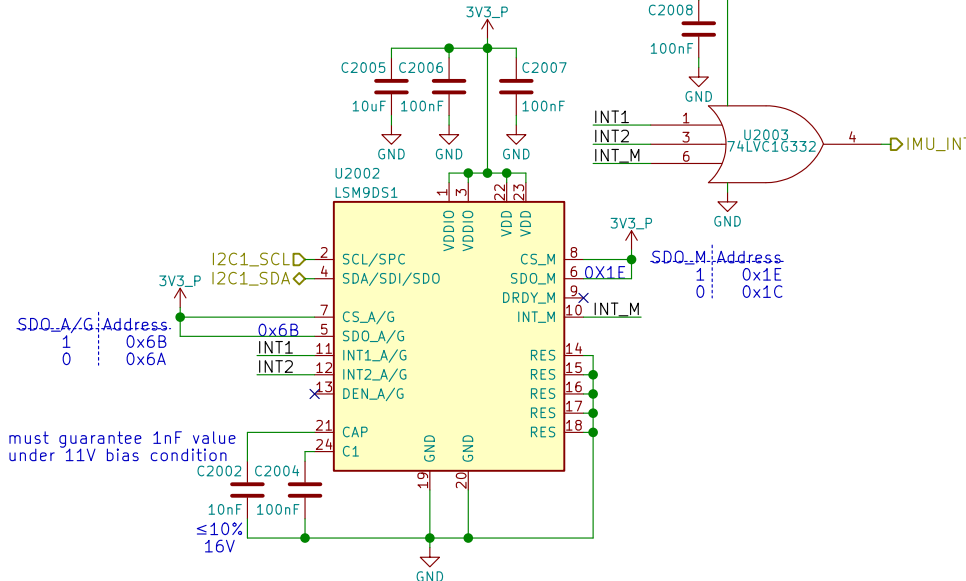 3V3_P
C2005 C2006 C2007
10uF 100nF 100nF
GND GND GND
C2008
100nF
GND
INT1 1
INT2 3
INT_M 6
U2003
74LVC1G332
4 IMU_INT
GND
U2002
LSM9DS1
1 3 22 23
VDDIO VDDIO VDD VDD
I2C1_SCL 2 SCL/SPC
I2C1_SDA 4 SDA/SDI/SDO
3V3_P
7 CS_A/G
0x6B 5 SDO_A/G
INT1 11 INT1_A/G
INT2 12 INT2_A/G
13 DEN_A/G
21 CAP
24 C1
SDO_A/G Address
1 0x6B
0 0x6A
3V3_P
CS_M 8
SDO_M 6 0X1E
DRDY_M 9
INT_M 10 INT_M
RES 14
RES 15
RES 16
RES 17
RES 18
SDO_M Address
1 0x1E
0 0x1C
must guarantee 1nF value
under 11V bias condition
C2002 C2004
10nF 100nF
≤10%
16V
GND GND
19 20
GND